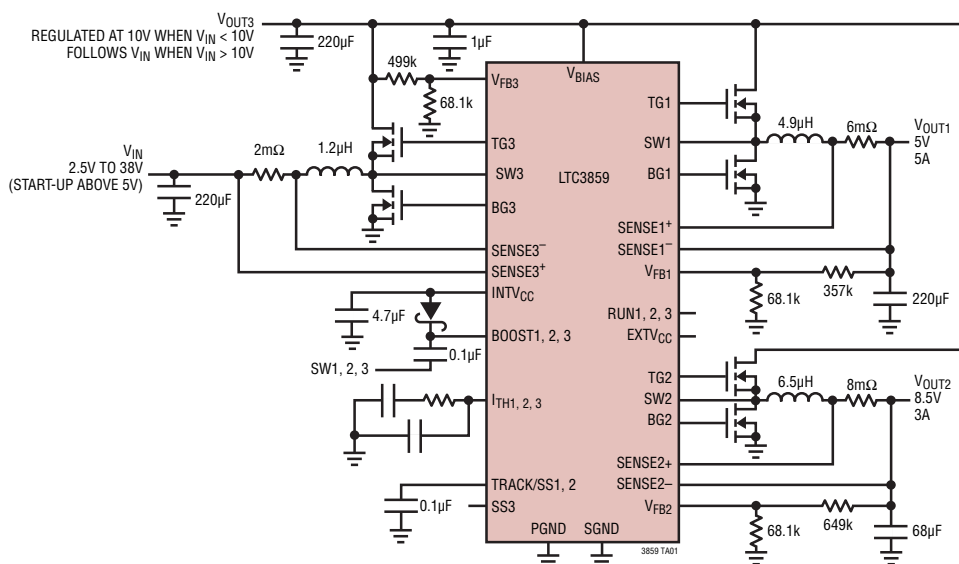 VOUT3
REGULATED AT 10V WHEN VIN < 10V
FOLLOWS VIN WHEN VIN > 10V
220µF
1µF
499k
68.1k
VFB3
VBIAS
TG3
SW3
BG3
SENSE3−
SENSE3+
INTVCC
BOOST1, 2, 3
ITH1, 2, 3
TRACK/SS1, 2
SS3
PGND
SGND
LTC3859
TG1
SW1
BG1
SENSE1+
SENSE1−
VFB1
RUN1, 2, 3
EXTVCC
TG2
SW2
BG2
SENSE2+
SENSE2–
VFB2
VIN
2.5V TO 38V
(START-UP ABOVE 5V)
220µF
2mΩ
1.2µH
4.7µF
0.1µF
SW1, 2, 3
0.1µF
4.9µH
6mΩ
VOUT1
5V
5A
68.1k
357k
220µF
6.5µH
8mΩ
VOUT2
8.5V
3A
68.1k
649k
68µF
3859 TA01